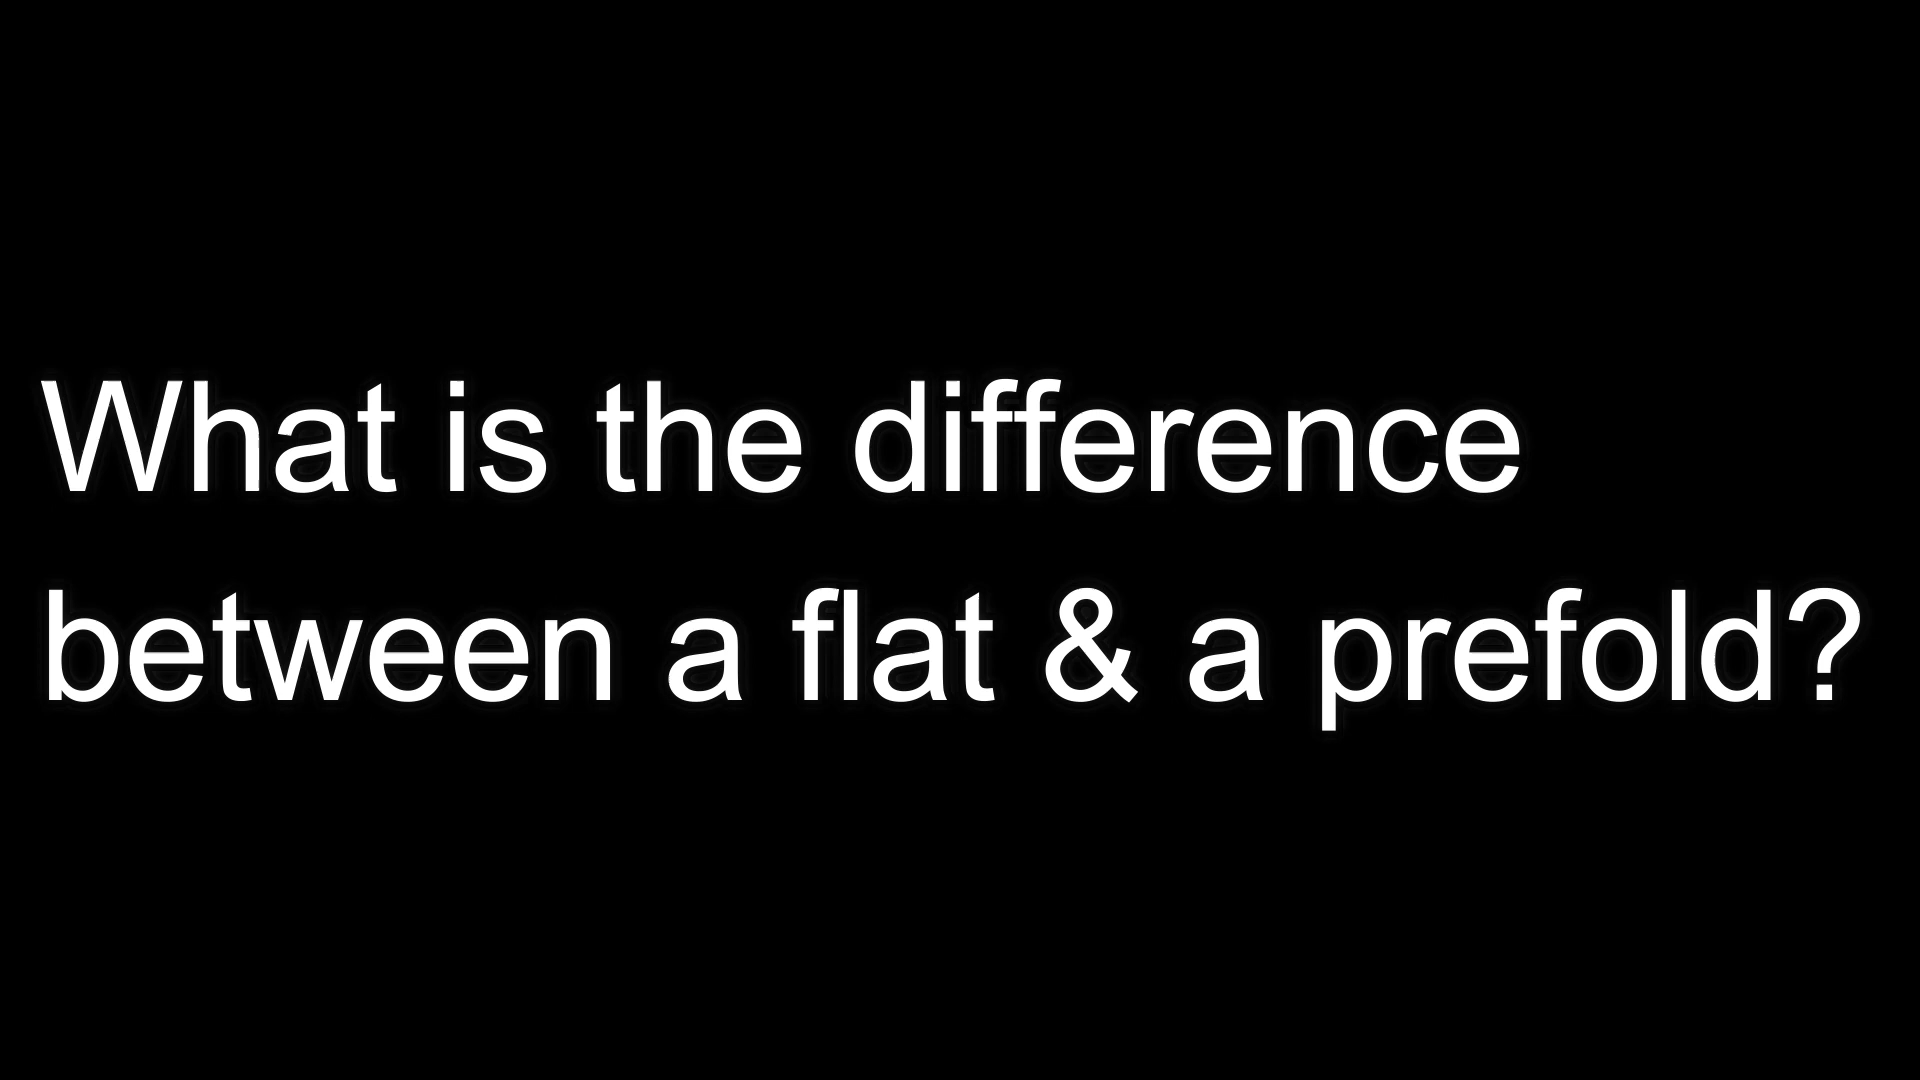 What is the difference
between a flat & a prefold?